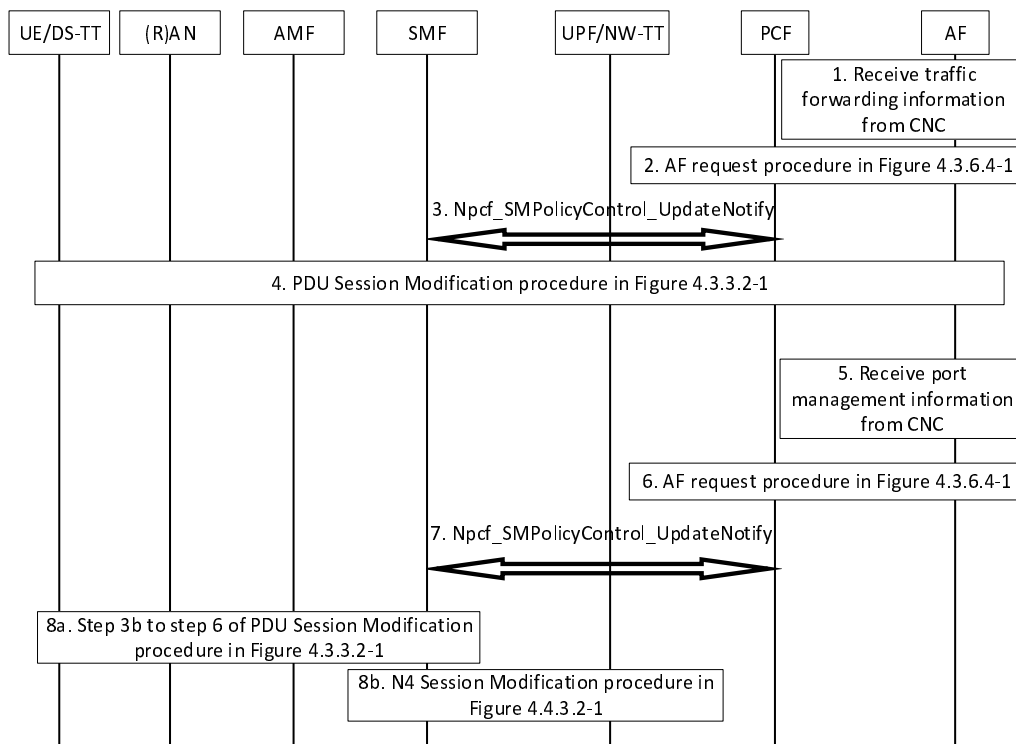 UE/DS-TT
(R)AN
AMF
SMF
UPF/NW-TT
PCF
AF
1. Receive traffic
forwarding information
from CNC
2. AF request procedure in Figure 4.3.6.4-1
3. Npcf_SMPolicyControl_UpdateNotify
4. PDU Session Modification procedure in Figure 4.3.3.2-1
5. Receive port
management information
from CNC
6. AF request procedure in Figure 4.3.6.4-1
7. Npcf_SMPolicyControl_UpdateNotify
8a. Step 3b to step 6 of PDU Session Modification
procedure in Figure 4.3.3.2-1
8b. N4 Session Modification procedure in
Figure 4.4.3.2-1